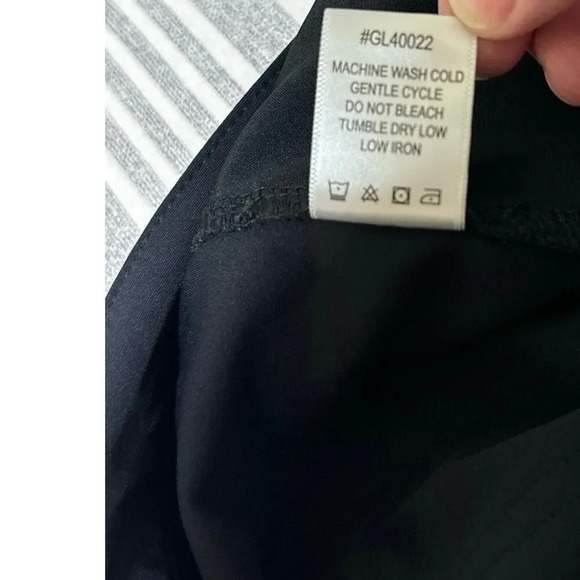 #GL40022
MACHINE WASH COLD
GENTLE CYCLE
DO NOT BLEACH
TUMBLE DRY LOW
LOW IRON